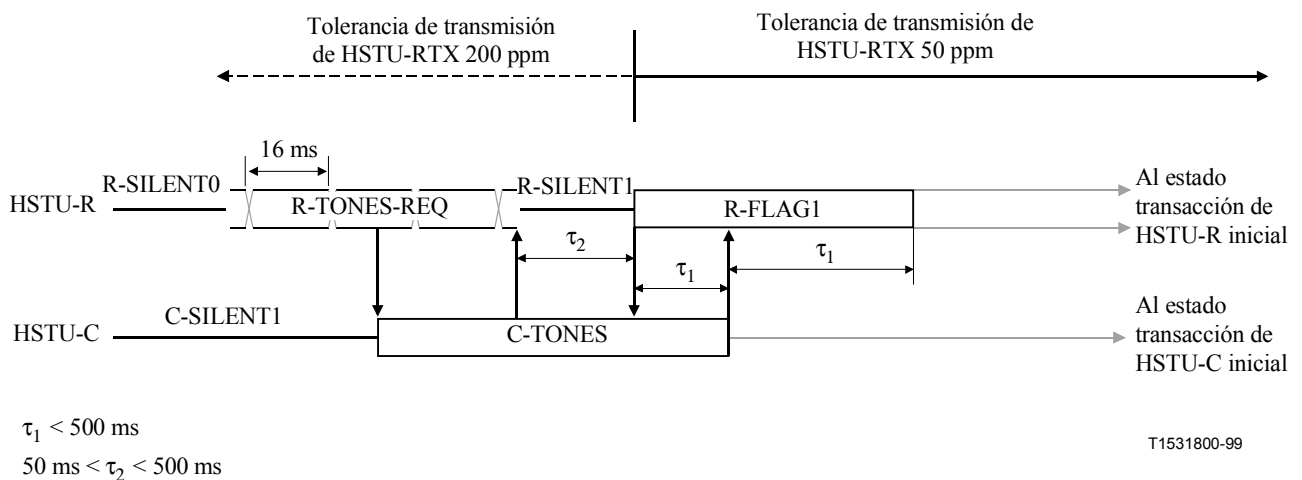 Tolerancia de transmisión
de HSTU-RTX 200 ppm
Tolerancia de transmisión de
HSTU-RTX 50 ppm
16 ms
R-SILENT0
R-SILENT1
HSTU-R
R-TONES-REQ
R-FLAG1
Al estado
transacción de
HSTU-R inicial
τ2
τ1
τ1
C-SILENT1
HSTU-C
C-TONES
Al estado
transacción de
HSTU-C inicial
τ1 < 500 ms
50 ms < τ2 < 500 ms
T1531800-99